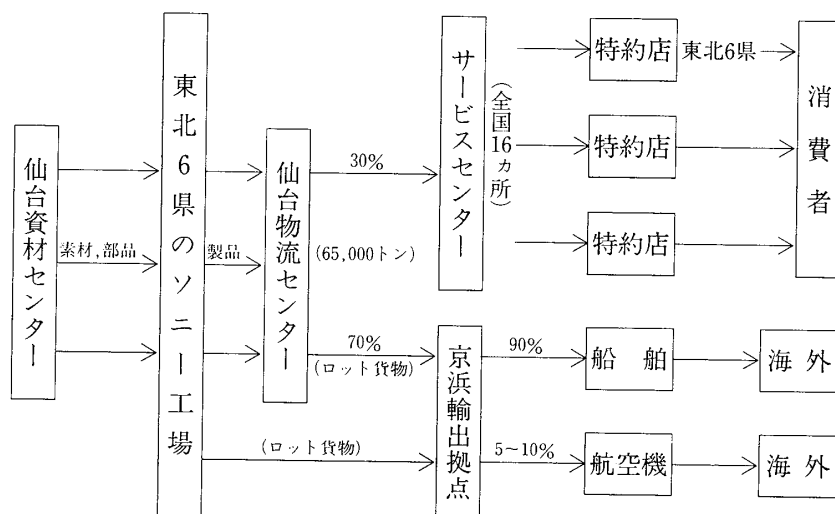 仙台資材センター
素材,部品
東北6県のソニー工場
製品
仙台物流センター
30%
(65,000トン)
70%
(ロット貨物)
(ロット貨物)
サービスセンター
(全国16ヵ所)
京浜輸出拠点
特約店
東北6県
特約店
特約店
消費者
90%
船舶
海外
5~10%
航空機
海外